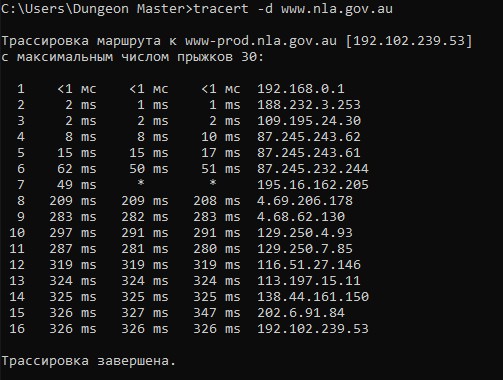 C:\Users\Dungeon Master>tracert -d www.nla.gov.au
Трассировка маршрута к www-prod.nla.gov.au [192.102.239.53]
с максимальным числом прыжков 30:
1 <1 мс <1 мс <1 мс 192.168.0.1
2 2 ms 1 ms 1 ms 188.232.3.253
3 2 ms 2 ms 2 ms 109.195.24.30
4 8 ms 8 ms 10 ms 87.245.243.62
5 15 ms 15 ms 17 ms 87.245.243.61
6 62 ms 50 ms 51 ms 87.245.232.244
7 49 ms * * 195.16.162.205
8 209 ms 209 ms 208 ms 4.69.206.178
9 283 ms 282 ms 283 ms 4.68.62.130
10 297 ms 291 ms 291 ms 129.250.4.93
11 287 ms 281 ms 280 ms 129.250.7.85
12 319 ms 319 ms 319 ms 116.51.27.146
13 324 ms 324 ms 324 ms 113.197.15.11
14 325 ms 325 ms 325 ms 138.44.161.150
15 326 ms 327 ms 347 ms 202.6.91.84
16 326 ms 326 ms 326 ms 192.102.239.53
Трассировка завершена.